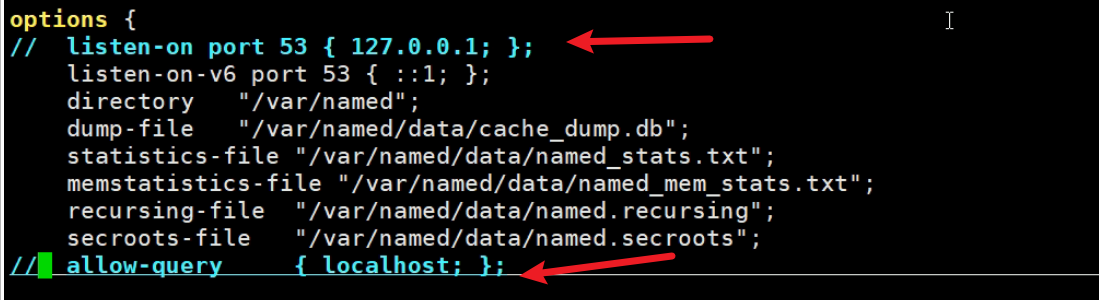 options {
//  listen-on port 53 { 127.0.0.1; };
    listen-on-v6 port 53 { ::1; };
    directory   "/var/named";
    dump-file   "/var/named/data/cache_dump.db";
    statistics-file "/var/named/data/named_stats.txt";
    memstatistics-file "/var/named/data/named_mem_stats.txt";
    recursing-file  "/var/named/data/named.recursing";
    secroots-file   "/var/named/data/named.secroots";
//  allow-query     { localhost; };